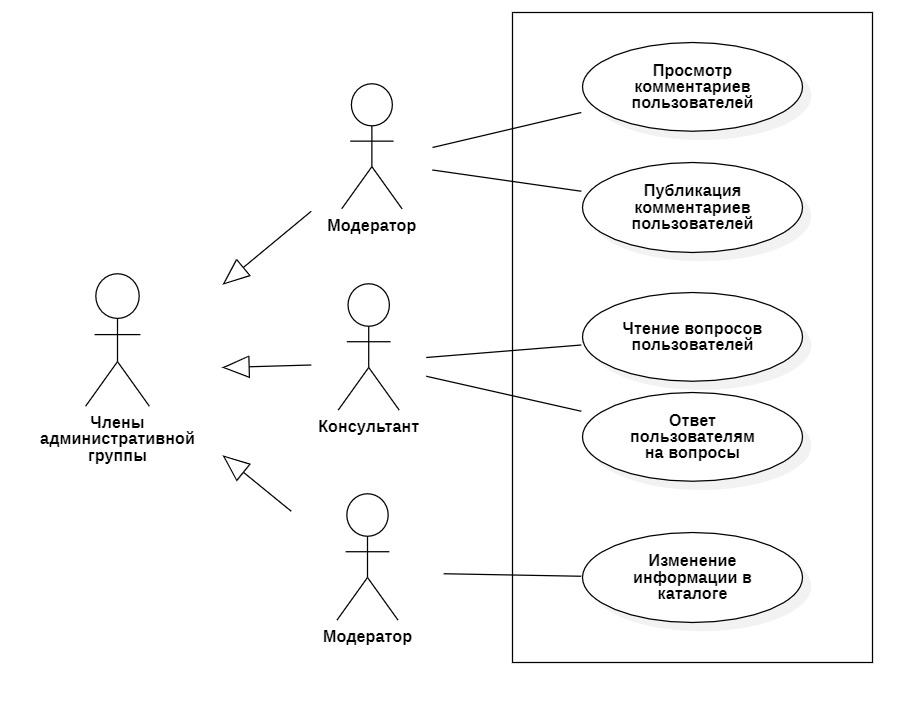 Просмотр
комментариев
пользователей
Модератор
Публикация
комментариев
пользователей
Члены
административной
группы
Консультант
Чтение вопросов
пользователей
Ответ
пользователям
на вопросы
Модератор
Изменение
информации в
каталоге